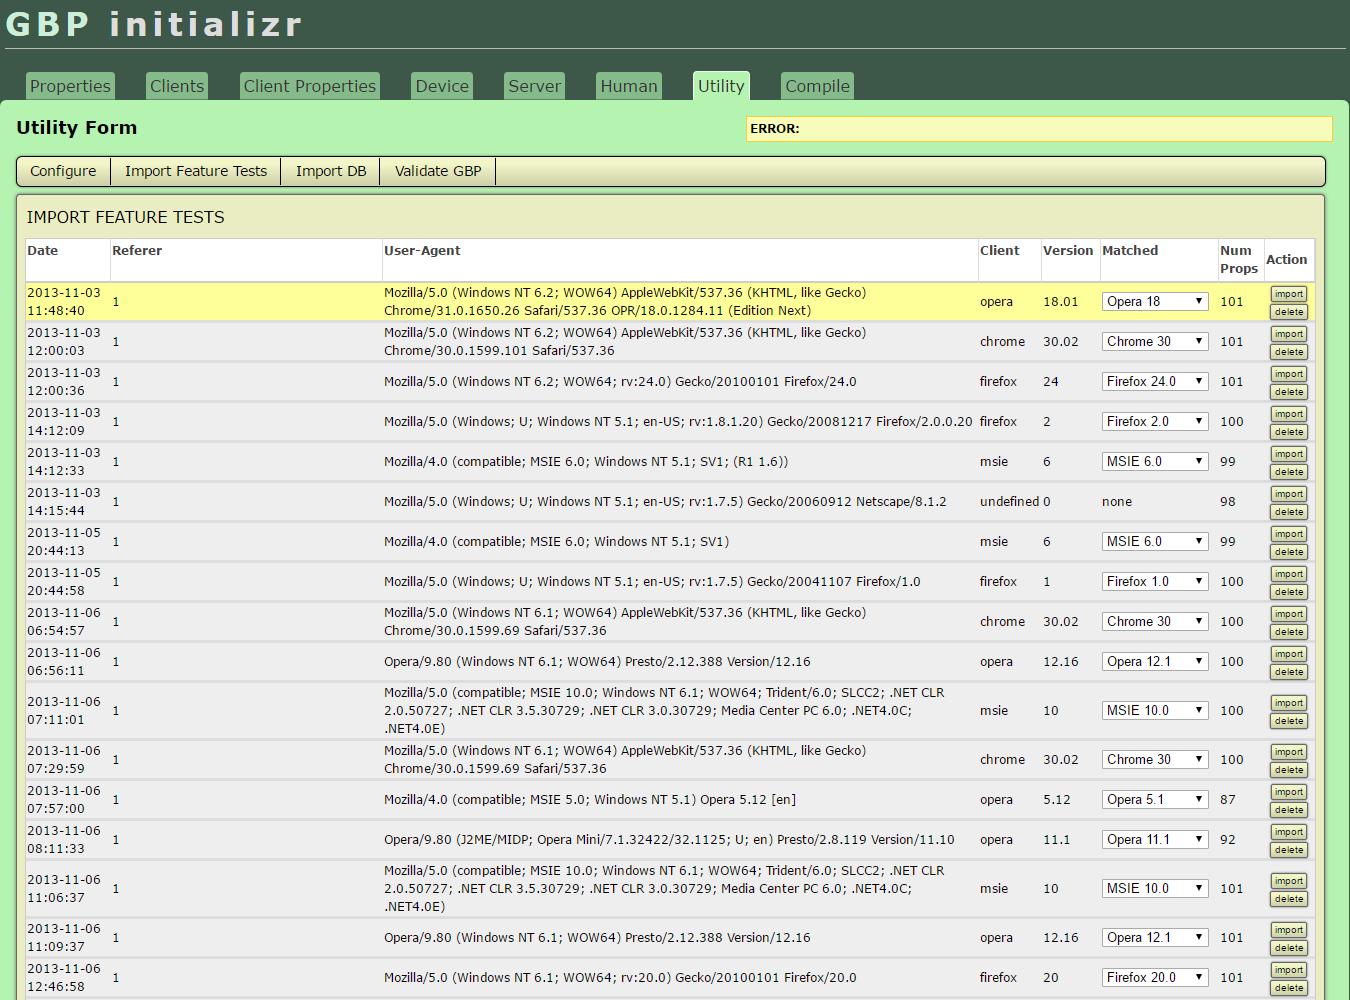 GBP initializr
Properties Clients Client Properties Device Server Human Utility Compile
Utility Form
ERROR:
Configure Import Feature Tests Import DB Validate GBP
IMPORT FEATURE TESTS
Date Referer User-Agent Client Version Matched Num Props Action
2013-11-03 11:48:40 1 Mozilla/5.0 (Windows NT 6.2; WOW64) AppleWebKit/537.36 (KHTML, like Gecko) Chrome/31.0.1650.26 Safari/537.36 OPR/18.0.1284.11 (Edition Next) opera 18.01 Opera 18 101 import delete
2013-11-03 12:00:03 1 Mozilla/5.0 (Windows NT 6.2; WOW64) AppleWebKit/537.36 (KHTML, like Gecko) Chrome/30.0.1599.101 Safari/537.36 chrome 30.02 Chrome 30 101 import delete
2013-11-03 12:00:36 1 Mozilla/5.0 (Windows NT 6.2; WOW64; rv:24.0) Gecko/20100101 Firefox/24.0 firefox 24 Firefox 24.0 101 import delete
2013-11-03 14:12:09 1 Mozilla/5.0 (Windows; U; Windows NT 5.1; en-US; rv:1.8.1.20) Gecko/20081217 Firefox/2.0.0.20 firefox 2 Firefox 2.0 100 import delete
2013-11-03 14:12:33 1 Mozilla/4.0 (compatible; MSIE 6.0; Windows NT 5.1; SV1; (R1 1.6)) msie 6 MSIE 6.0 99 import delete
2013-11-03 14:15:44 1 Mozilla/5.0 (Windows; U; Windows NT 5.1; en-US; rv:1.7.5) Gecko/20060912 Netscape/8.1.2 undefined 0 none 98 import delete
2013-11-05 20:44:13 1 Mozilla/4.0 (compatible; MSIE 6.0; Windows NT 5.1; SV1) msie 6 MSIE 6.0 99 import delete
2013-11-05 20:44:58 1 Mozilla/5.0 (Windows; U; Windows NT 5.1; en-US; rv:1.7.5) Gecko/20041107 Firefox/1.0 firefox 1 Firefox 1.0 100 import delete
2013-11-06 06:54:57 1 Mozilla/5.0 (Windows NT 6.1; WOW64) AppleWebKit/537.36 (KHTML, like Gecko) Chrome/30.0.1599.69 Safari/537.36 chrome 30.02 Chrome 30 100 import delete
2013-11-06 06:56:11 1 Opera/9.80 (Windows NT 6.1; WOW64) Presto/2.12.388 Version/12.16 opera 12.16 Opera 12.1 100 import delete
2013-11-06 07:11:01 1 Mozilla/5.0 (compatible; MSIE 10.0; Windows NT 6.1; WOW64; Trident/6.0; SLCC2; .NET CLR 2.0.50727; .NET CLR 3.5.30729; .NET CLR 3.0.30729; Media Center PC 6.0; .NET4.0C; .NET4.0E) msie 10 MSIE 10.0 100 import delete
2013-11-06 07:29:59 1 Mozilla/5.0 (Windows NT 6.1; WOW64) AppleWebKit/537.36 (KHTML, like Gecko) Chrome/30.0.1599.69 Safari/537.36 chrome 30.02 Chrome 30 100 import delete
2013-11-06 07:57:00 1 Mozilla/4.0 (compatible; MSIE 5.0; Windows NT 5.1) Opera 5.12 [en] opera 5.12 Opera 5.1 87 import delete
2013-11-06 08:11:33 1 Opera/9.80 (J2ME/MIDP; Opera Mini/7.1.32422/32.1125; U; en) Presto/2.8.119 Version/11.10 opera 11.1 Opera 11.1 92 import delete
2013-11-06 11:06:37 1 Mozilla/5.0 (compatible; MSIE 10.0; Windows NT 6.1; WOW64; Trident/6.0; SLCC2; .NET CLR 2.0.50727; .NET CLR 3.5.30729; .NET CLR 3.0.30729; Media Center PC 6.0; .NET4.0C; .NET4.0E) msie 10 MSIE 10.0 101 import delete
2013-11-06 11:09:37 1 Opera/9.80 (Windows NT 6.1; WOW64) Presto/2.12.388 Version/12.16 opera 12.16 Opera 12.1 101 import delete
2013-11-06 12:46:58 1 Mozilla/5.0 (Windows NT 6.1; WOW64; rv:20.0) Gecko/20100101 Firefox/20.0 firefox 20 Firefox 20.0 101 import delete